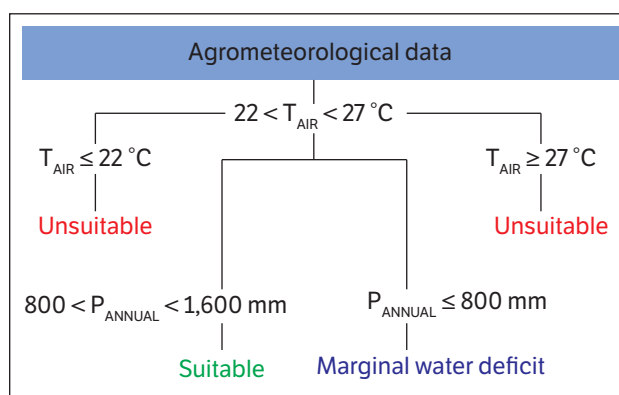 Agrometeorological data
22 < T_AIR < 27 °C
T_AIR ≤ 22 °C
T_AIR ≥ 27 °C
Unsuitable
Unsuitable
800 < P_ANNUAL < 1,600 mm
P_ANNUAL ≤ 800 mm
Suitable
Marginal water deficit